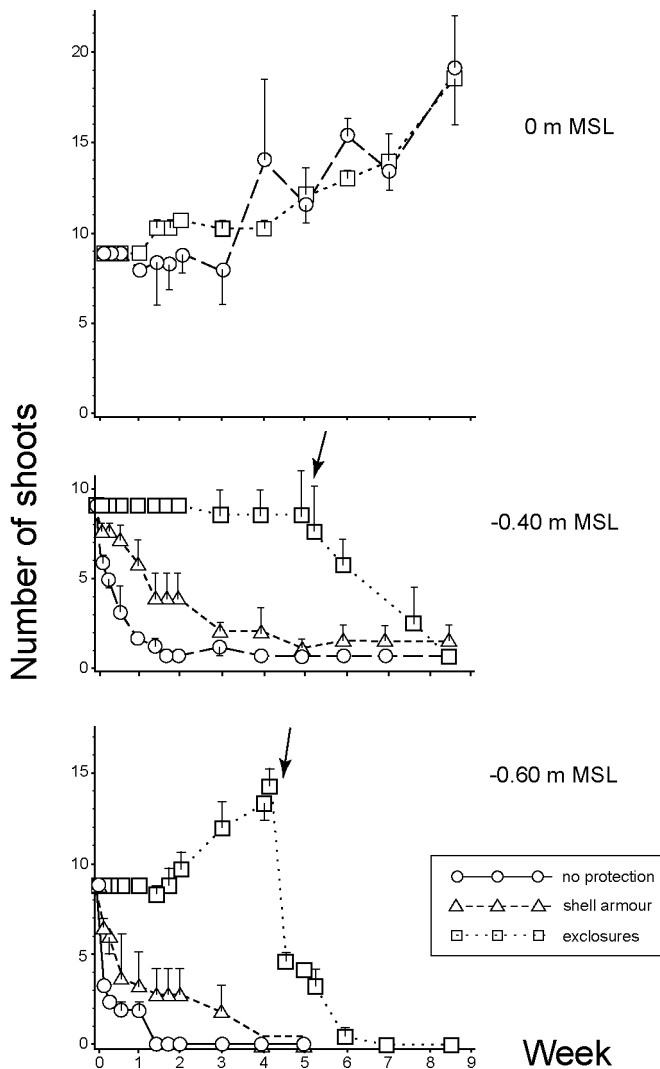 20
15
10
5
0
0 m MSL
Number of shoots
10
5
0
-0.40 m MSL
15
10
5
0
-0.60 m MSL
no protection
shell armour
exclosures
0 1 2 3 4 5 6 7 8 9
Week